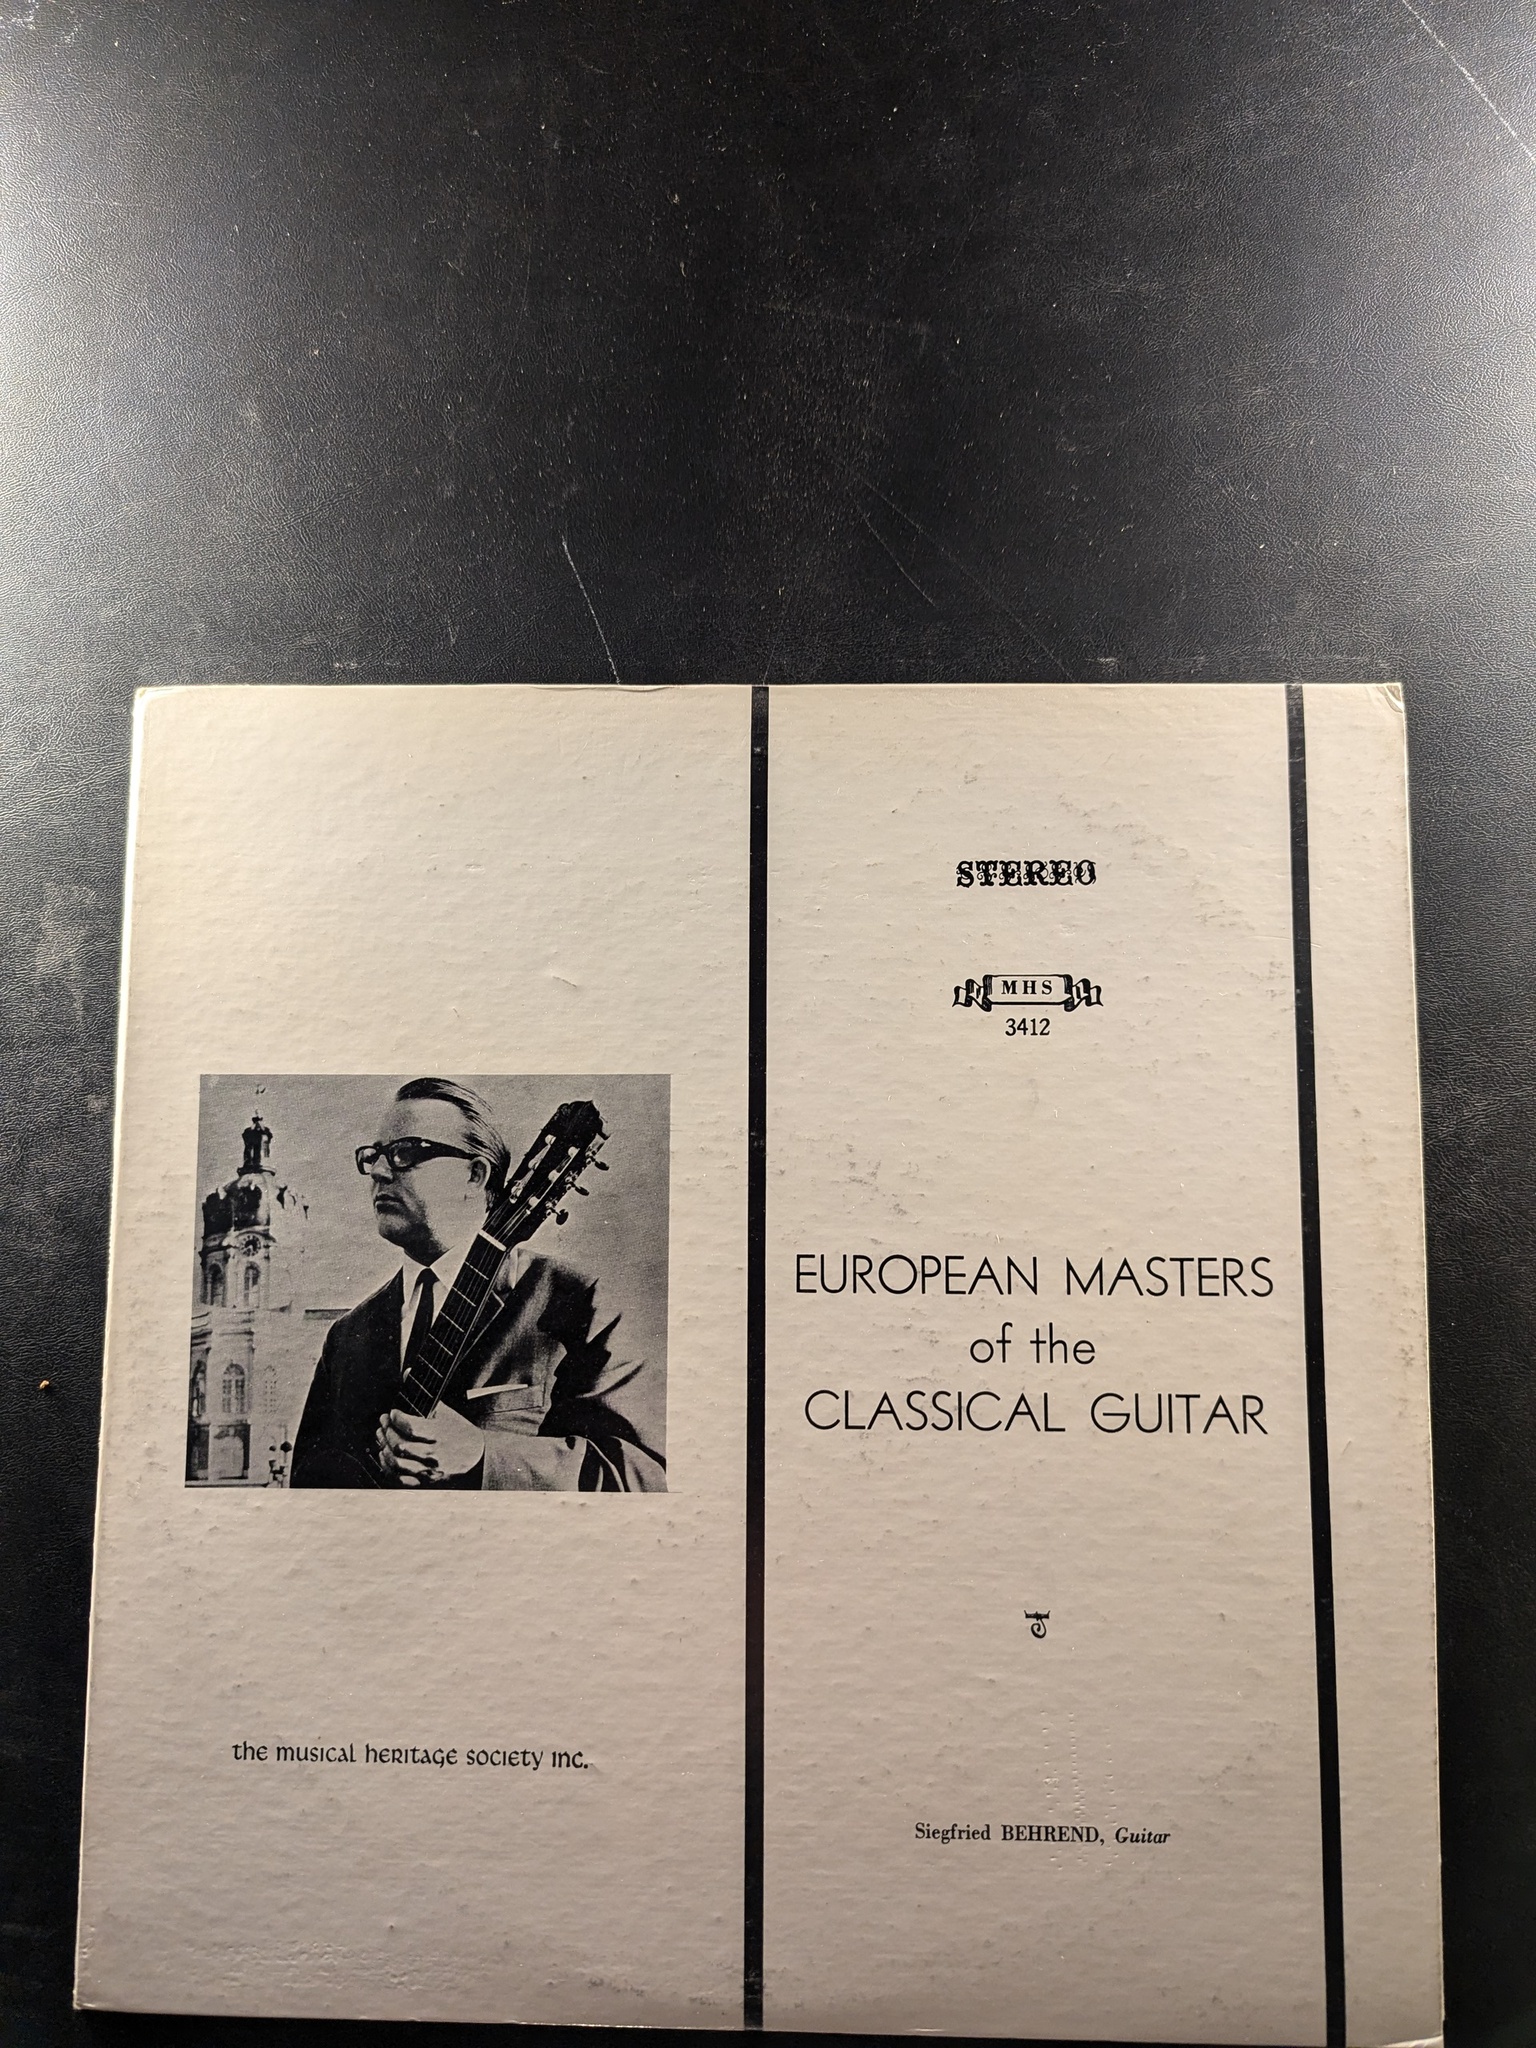 STEREO
MHS
3412
EUROPEAN MASTERS
of the
CLASSICAL GUITAR
the musical heritage society inc.
Siegfried BEHREND, Guitar